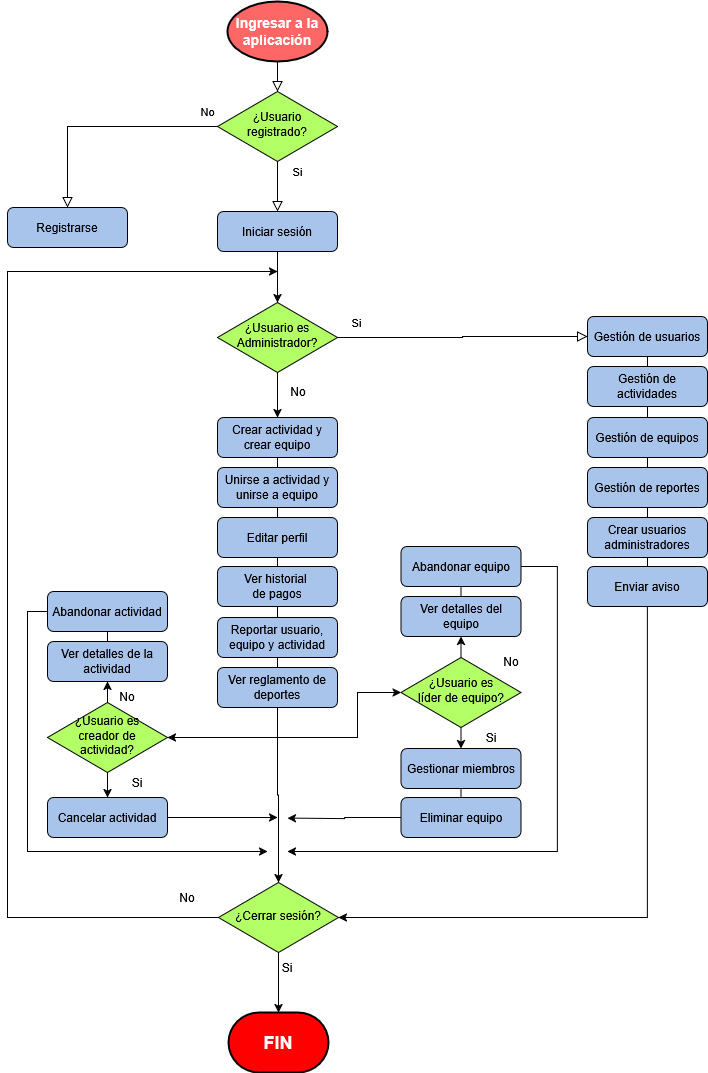 Ingresar a la
aplicación
¿Usuario
registrado?
No
Si
Registrarse
Iniciar sesión
¿Usuario es
Administrador?
Si
No
Gestión de usuarios
Gestión de
actividades
Gestión de equipos
Gestión de reportes
Crear usuarios
administradores
Enviar aviso
Crear actividad y
crear equipo
Unirse a actividad y
unirse a equipo
Editar perfil
Ver historial
de pagos
Reportar usuario,
equipo y actividad
Ver reglamento de
deportes
Abandonar equipo
Ver detalles del
equipo
No
¿Usuario es
líder de equipo?
Si
Gestionar miembros
Eliminar equipo
Abandonar actividad
Ver detalles de la
actividad
No
¿Usuario es
creador de
actividad?
Si
Cancelar actividad
No
¿Cerrar sesión?
Si
FIN